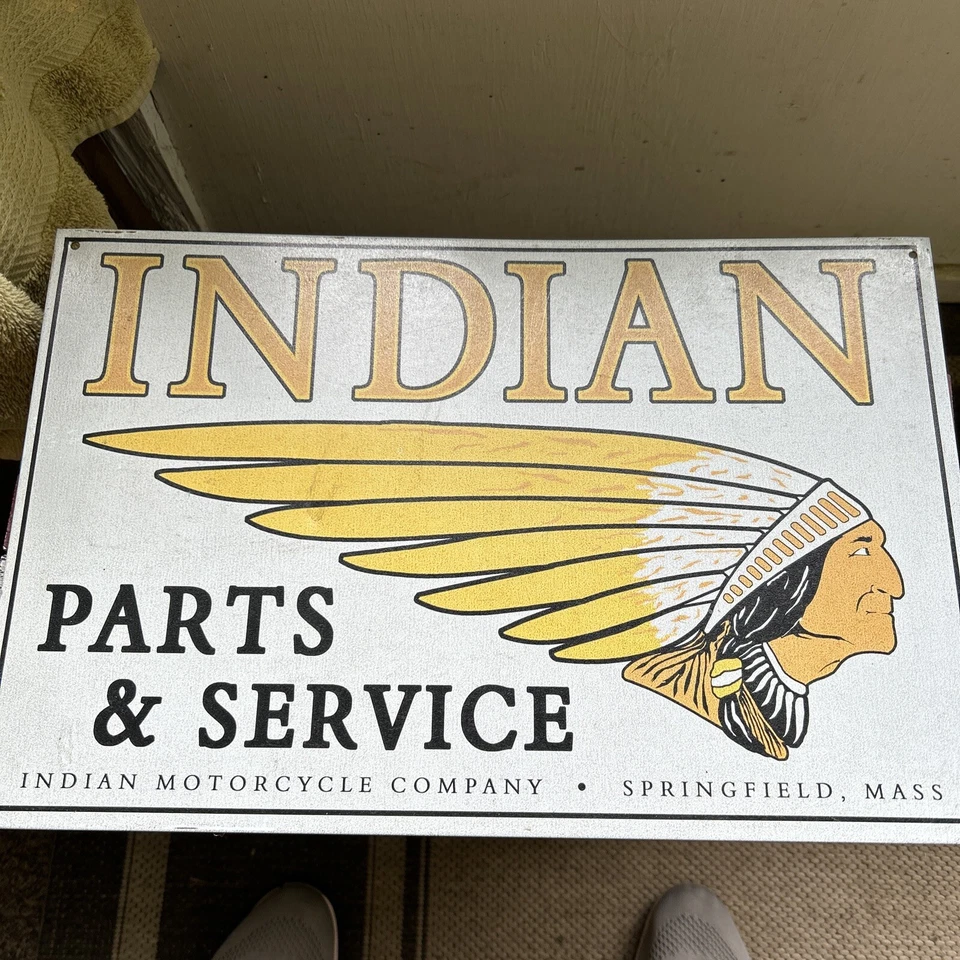 INDIAN
PARTS
& SERVICE
INDIAN MOTORCYCLE COMPANY • SPRINGFIELD, MASS